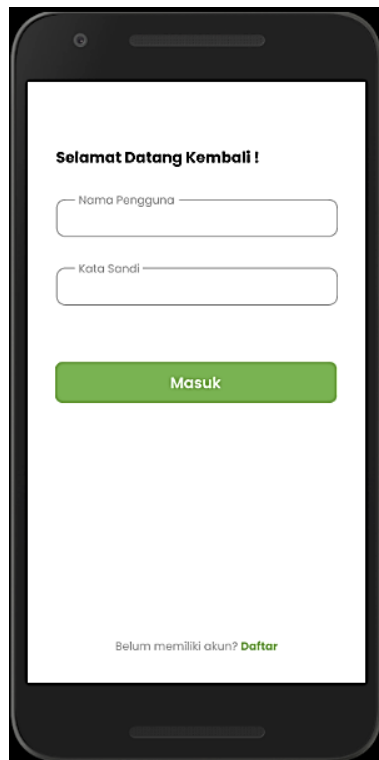 Selamat Datang Kembali !
Nama Pengguna
Kata Sandi
Masuk
Belum memiliki akun? Daftar